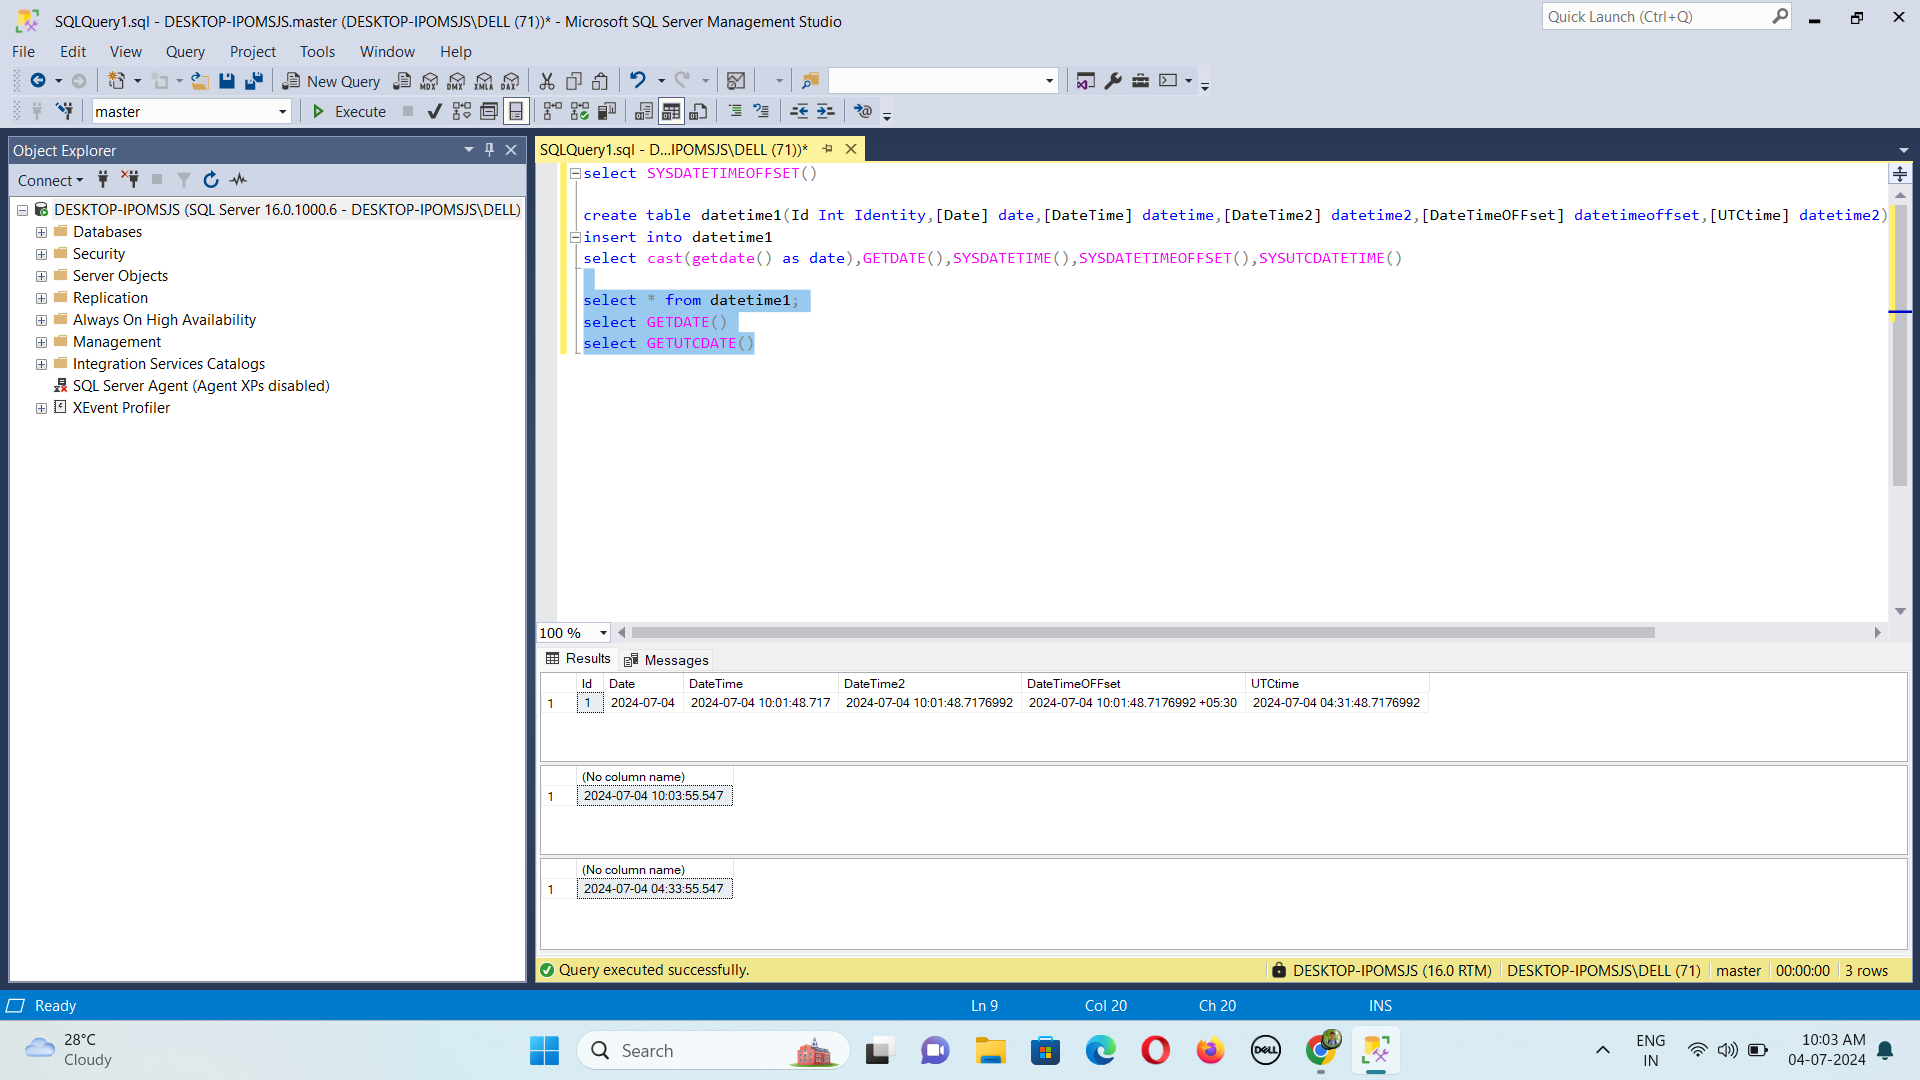 SQLQuery1.sql - DESKTOP-IPOMSJS.master (DESKTOP-IPOMSJS\DELL (71))* - Microsoft SQL Server Management Studio
Quick Launch (Ctrl+Q)
File Edit View Query Project Tools Window Help
New Query MDX DMX XMLA DAX
master Execute
Object Explorer
Connect
DESKTOP-IPOMSJS (SQL Server 16.0.1000.6 - DESKTOP-IPOMSJS\DELL)
Databases
Security
Server Objects
Replication
Always On High Availability
Management
Integration Services Catalogs
SQL Server Agent (Agent XPs disabled)
XEvent Profiler
SQLQuery1.sql - D...IPOMSJS\DELL (71))*
select SYSDATETIMEOFFSET()
create table datetime1(Id Int Identity,[Date] date,[DateTime] datetime,[DateTime2] datetime2,[DateTimeOFFset] datetimeoffset,[UTCtime] datetime2)
insert into datetime1
select cast(getdate() as date),GETDATE(),SYSDATETIME(),SYSDATETIMEOFFSET(),SYSUTCDATETIME()
select * from datetime1;
select GETDATE()
select GETUTCDATE()
100 %
Results Messages
Id Date DateTime DateTime2 DateTimeOFFset UTCtime
1 1 2024-07-04 2024-07-04 10:01:48.717 2024-07-04 10:01:48.7176992 2024-07-04 10:01:48.7176992 +05:30 2024-07-04 04:31:48.7176992
(No column name)
1 2024-07-04 10:03:55.547
(No column name)
1 2024-07-04 04:33:55.547
Query executed successfully. DESKTOP-IPOMSJS (16.0 RTM) DESKTOP-IPOMSJS\DELL (71) master 00:00:00 3 rows
Ready Ln 9 Col 20 Ch 20 INS
28°C
Cloudy
Search
DELL
ENG
IN
10:03 AM
04-07-2024